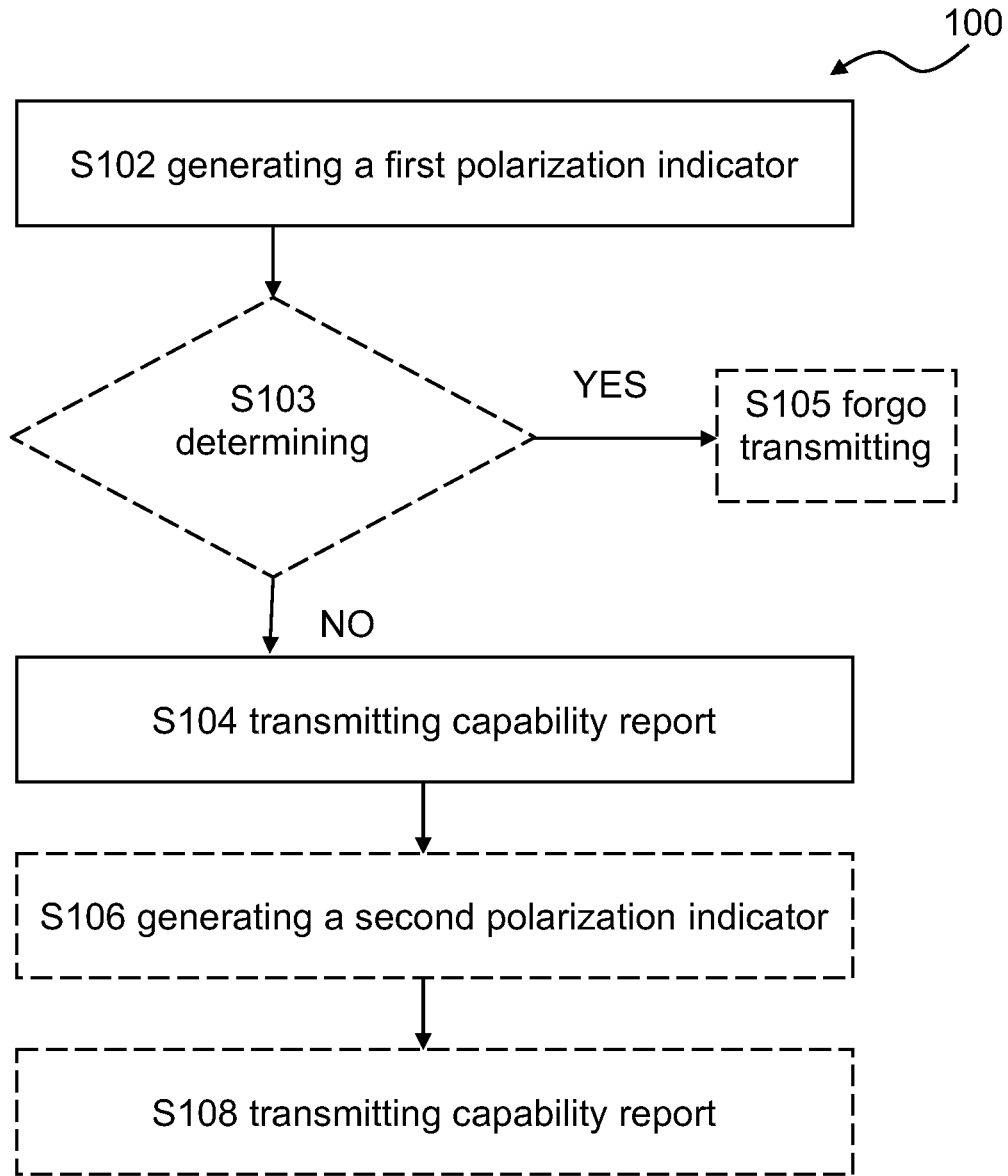 100
S102 generating a first polarization indicator
S103
determining
YES
S105 forgo
transmitting
NO
S104 transmitting capability report
S106 generating a second polarization indicator
S108 transmitting capability report